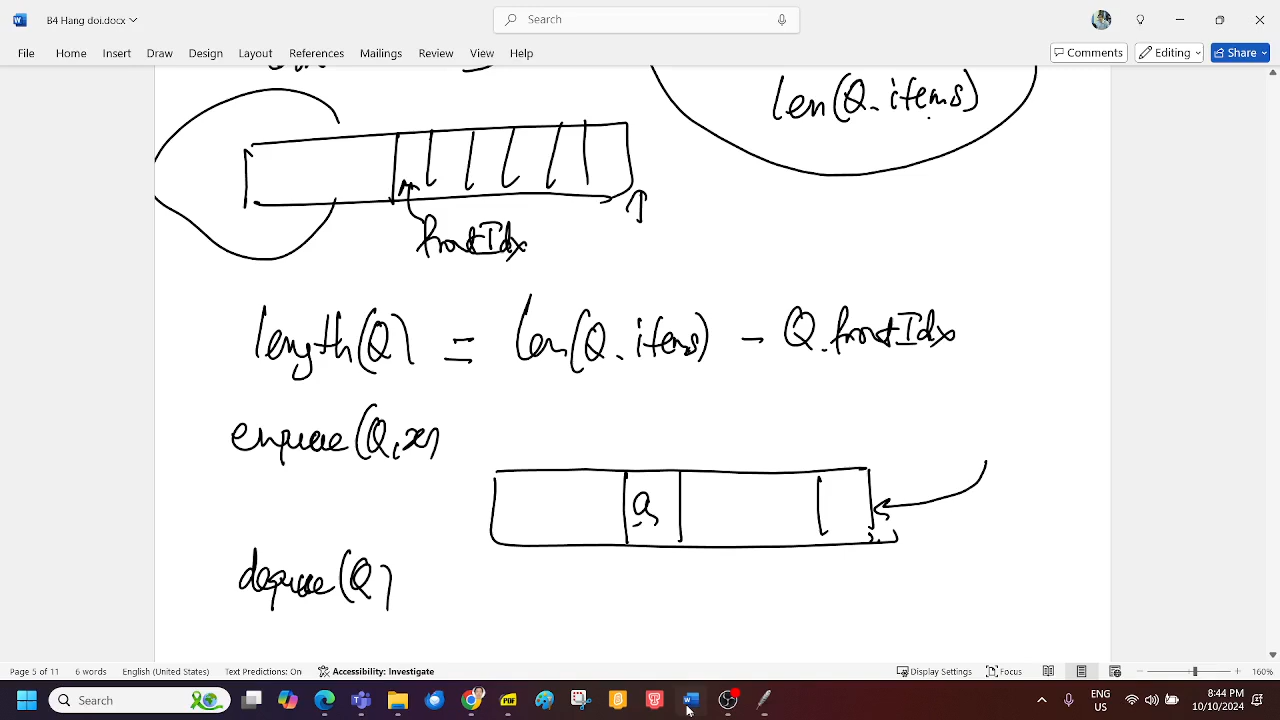 B4 Hang doi.docx
Search
File Home Insert Draw Design Layout References Mailings Review View Help
Comments Editing Share
len(Q.items)
frontIdx
length(Q) = len(Q.items) - Q.frontIdx
enqueue(Q,x)
a
dequeue(Q)
Page 5 of 11 6 words English (United States) Text Predictions: On Accessibility: Investigate Display Settings Focus 160%
Search PDF ENG US 8:44 PM 10/10/2024